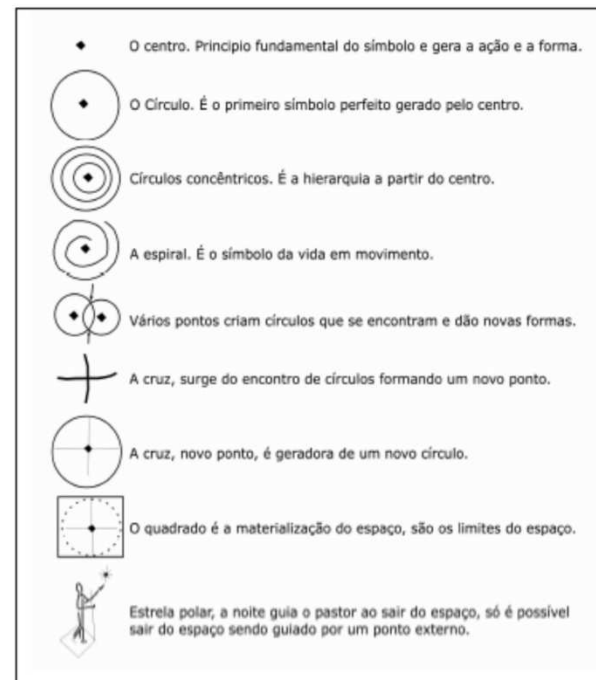 O centro. Principio fundamental do símbolo e gera a ação e a forma.
O Círculo. É o primeiro símbolo perfeito gerado pelo centro.
Círculos concêntricos. É a hierarquia a partir do centro.
A espiral. É o símbolo da vida em movimento.
Vários pontos criam círculos que se encontram e dão novas formas.
A cruz, surge do encontro de círculos formando um novo ponto.
A cruz, novo ponto, é geradora de um novo círculo.
O quadrado é a materialização do espaço, são os limites do espaço.
Estrela polar, a noite guia o pastor ao sair do espaço, só é possível
sair do espaço sendo guiado por um ponto externo.